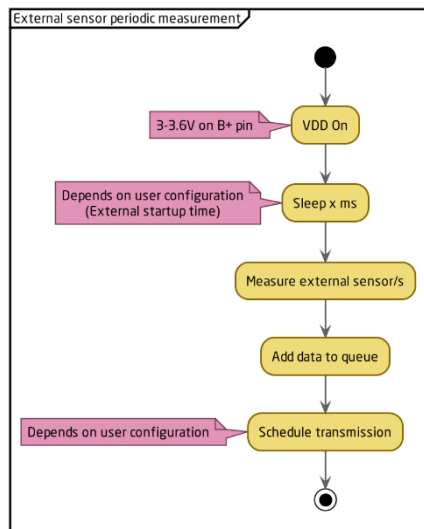 External sensor periodic measurement
3-3.6V on B+ pin
VDD On
Depends on user configuration
(External startup time)
Sleep x ms
Measure external sensor/s
Add data to queue
Depends on user configuration
Schedule transmission